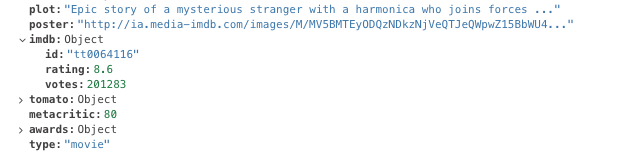 plot: "Epic story of a mysterious stranger with a harmonica who joins forces ..."
poster: "http://ia.media-imdb.com/images/M/MV5BMTEyODQzNDkzNjVeQTJeQWpwZ15BbWU4..."
imdb: Object
id: "tt0064116"
rating: 8.6
votes: 201283
tomato: Object
metacritic: 80
awards: Object
type: "movie"